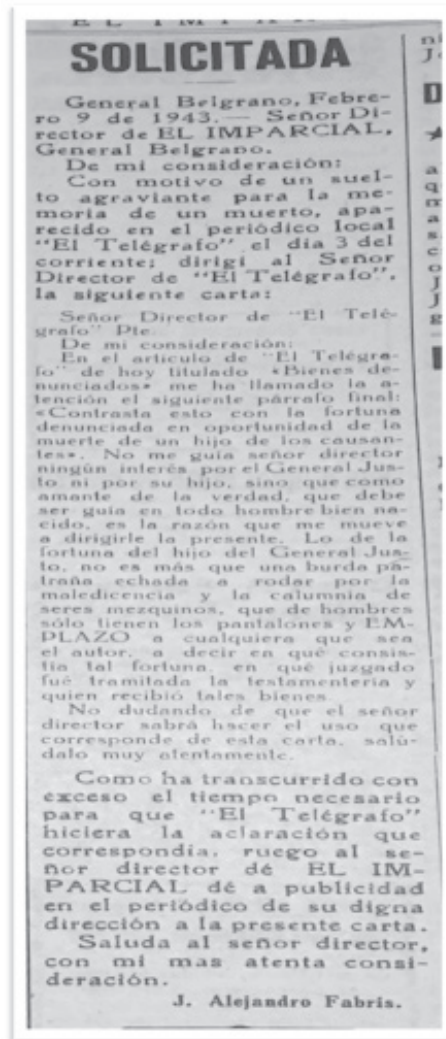 SOLICITADA
General Belgrano, Febre-
ro 9 de 1943.— Señor Di-
rector de EL IMPARCIAL,
General Belgrano.
De mi consideración:
Con motivo de un suel-
to agraviante para la me-
moria de un muerto, apa-
recido en el periódico local
"El Telégrafo" el dia 3 del
corriente; dirigí al Señor
Director de "El Telégrafo",
la siguiente carta:
Señor Director de "El Telé-
grafo" Pte.
De mi consideración:
En el articulo de "El Telégra-
fo" de hoy titulado «Bienes de-
nunciados» me ha llamado la a-
tención el siguiente párrafo final:
«Contrasta esto con la fortuna
denunciada en oportunidad de la
muerte de un hijo de los causan-
tes». No me guía señor director
ningún interés por el General Jus-
to ni por su hijo, sino que como
amante de la verdad, que debe
ser guía en todo hombre bien na-
cido, es la razón que me mueve
a dirigirle la presente. Lo de la
fortuna del hijo del General Jus-
to, no es más que una burda pa-
traña echada a rodar por la
maledicencia y la calumnia de
seres mezquinos, que de hombres
sólo tienen los pantalones y EM-
PLAZO a cualquiera que sea
el autor, a decir en qué consis-
tía tal fortuna, en qué juzgado
fué tramitada la testamentería y
quien recibió tales bienes.
No dudando de que el señor
director sabrá hacer el uso que
corresponde de esta carta, salú-
dalo muy atentamente.
Como ha transcurrido con
exceso el tiempo necesario
para que "El Telégrafo"
hiciera la aclaración que
correspondía, ruego al se-
ñor director dé EL IM-
PARCIAL dé a publicidad
en el periódico de su digna
dirección a la presente carta.
Saluda al señor director,
con mi mas atenta consi-
deración.
J. Alejandro Fabris.